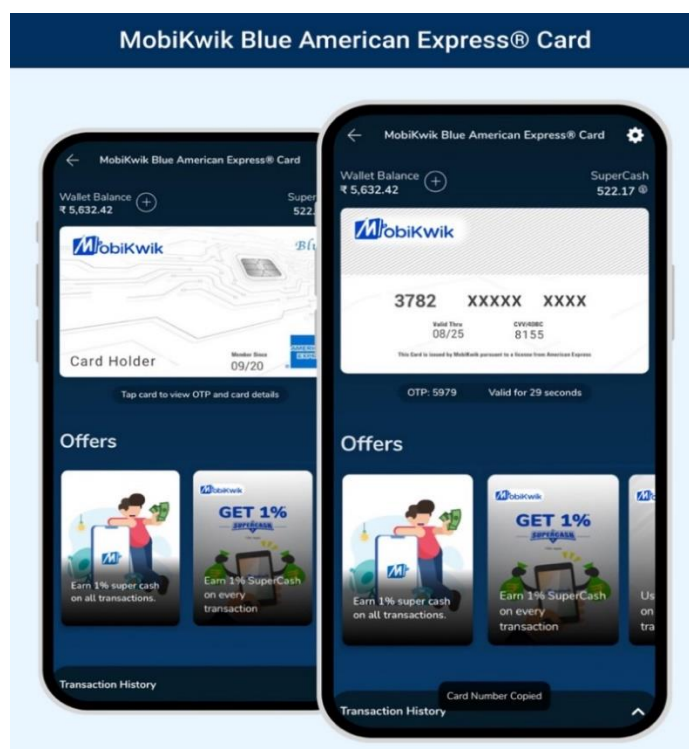 MobiKwik Blue American Express® Card
MobiKwik Blue American Express® Card
Wallet Balance
₹ 5,632.42
Super
522.
MobiKwik
Blu
Card Holder
Member Since
09/20
Tap card to view OTP and card details
Offers
Earn 1% super cash
on all transactions.
MobiKwik
GET 1%
SUPERCASH
Earn 1% SuperCash
on every
transaction
Transaction History
MobiKwik Blue American Express® Card
Wallet Balance
₹ 5,632.42
SuperCash
522.17
MobiKwik
3782 XXXXX XXXX
Valid Thru
08/25
CVV/4DBC
8155
This Card is issued by MobiKwik pursuant to a license from American Express
OTP: 5979 Valid for 29 seconds
Offers
Earn 1% super cash
on all transactions.
MobiKwik
GET 1%
SUPERCASH
Earn 1% SuperCash
on every
transaction
Us
on
tra
Card Number Copied
Transaction History